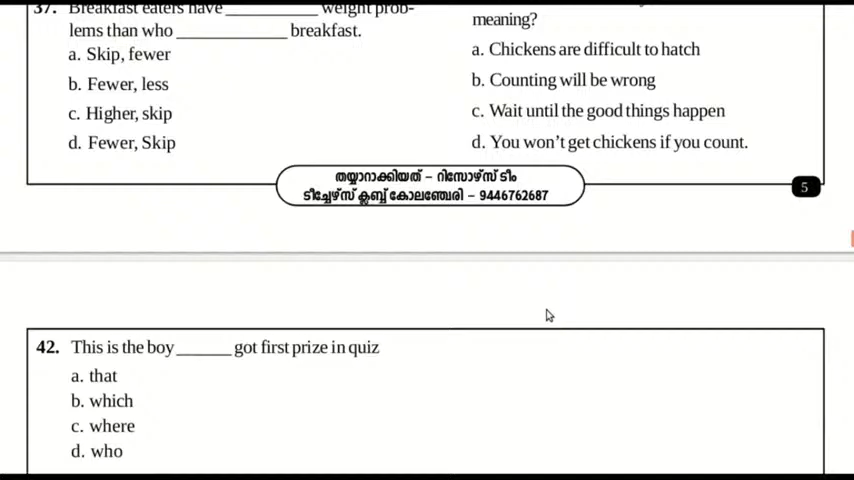 37. Breakfast eaters have __________ weight prob-
lems than who ____________ breakfast.
a. Skip, fewer
b. Fewer, less
c. Higher, skip
d. Fewer, Skip
meaning?
a. Chickens are difficult to hatch
b. Counting will be wrong
c. Wait until the good things happen
d. You won't get chickens if you count.
തയ്യാറാക്കിയത് – റിസോഴ്സ് ടീം
ടീച്ചേഴ്സ് ക്ലബ്ബ് കോലഞ്ചേരി – 9446762687
5
42. This is the boy ______ got first prize in quiz
a. that
b. which
c. where
d. who